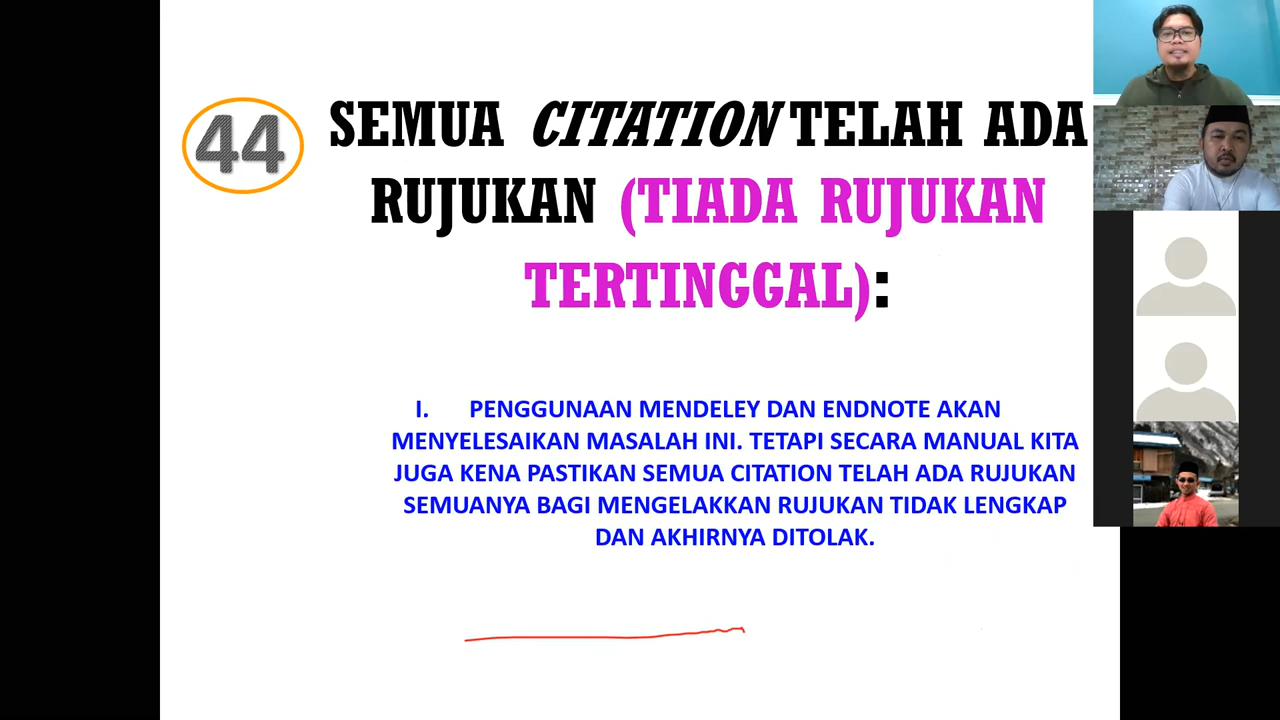 44
SEMUA CITATION TELAH ADA
RUJUKAN (TIADA RUJUKAN
TERTINGGAL):
I. PENGGUNAAN MENDELEY DAN ENDNOTE AKAN
MENYELESAIKAN MASALAH INI. TETAPI SECARA MANUAL KITA
JUGA KENA PASTIKAN SEMUA CITATION TELAH ADA RUJUKAN
SEMUANYA BAGI MENGELAKKAN RUJUKAN TIDAK LENGKAP
DAN AKHIRNYA DITOLAK.